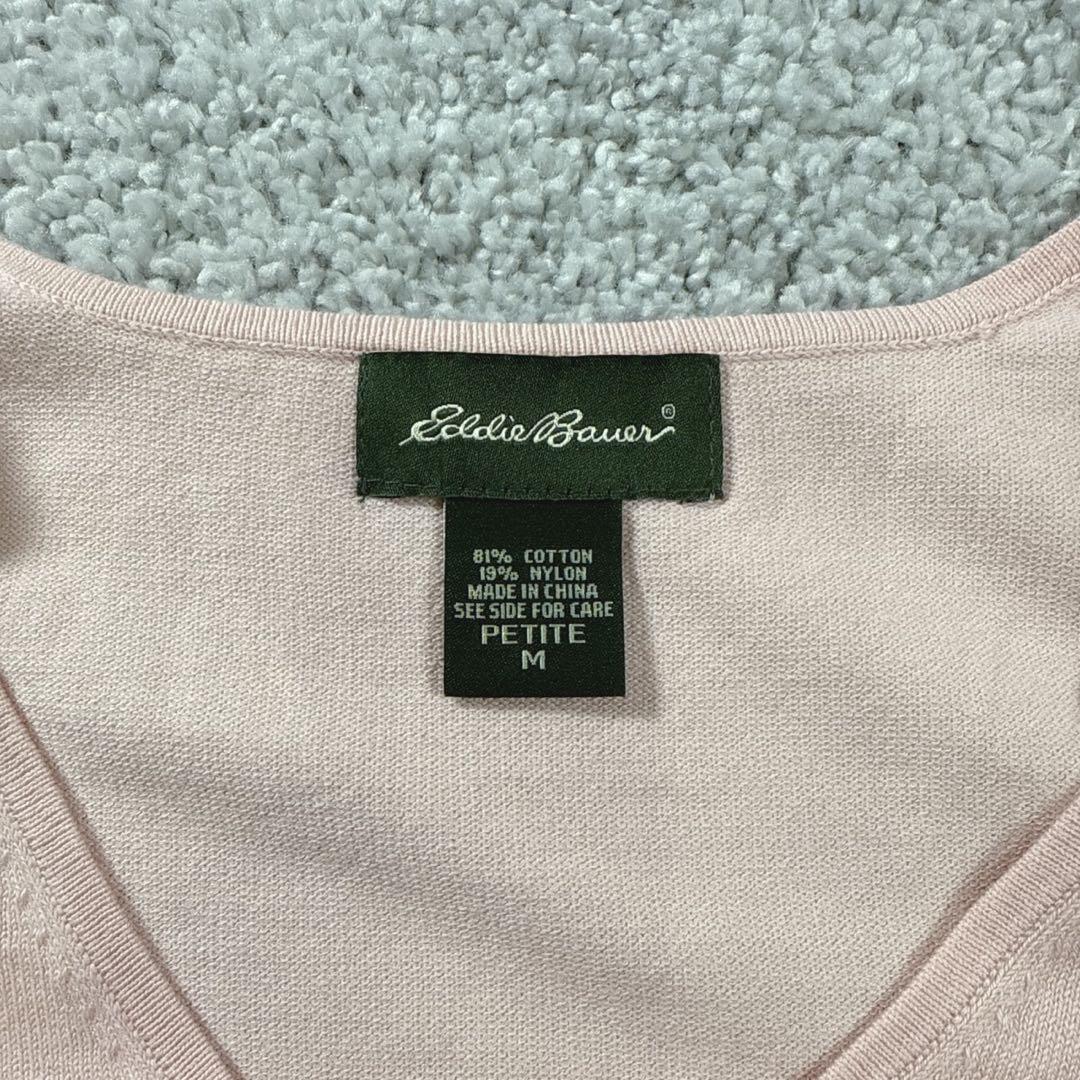 Eddie Bauer®
81% COTTON
19% NYLON
MADE IN CHINA
SEE SIDE FOR CARE
PETITE
M